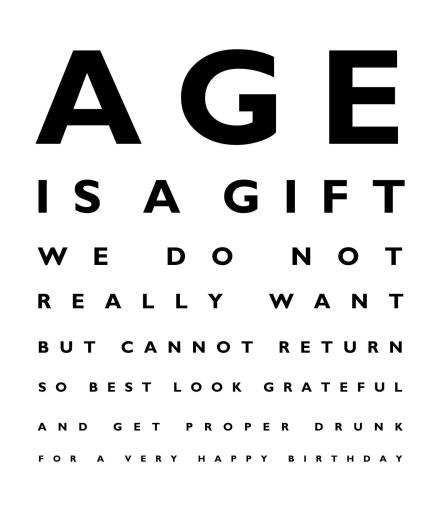 AGE
IS A GIFT
WE DO NOT
REALLY WANT
BUT CANNOT RETURN
SO BEST LOOK GRATEFUL
AND GET PROPER DRUNK
FOR A VERY HAPPY BIRTHDAY